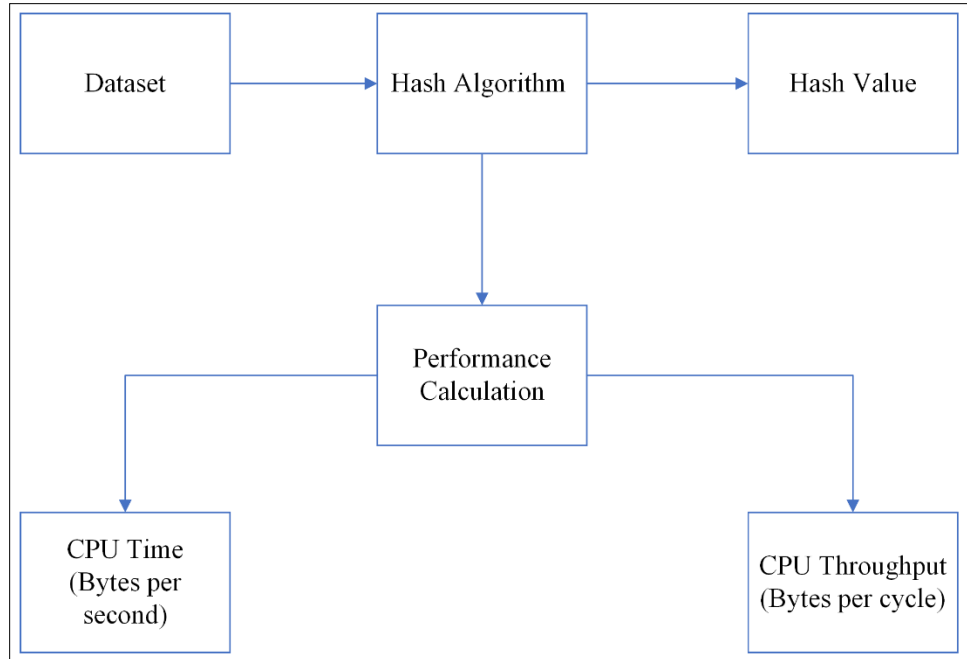 Dataset
Hash Algorithm
Hash Value
Performance
Calculation
CPU Time
(Bytes per
second)
CPU Throughput
(Bytes per cycle)